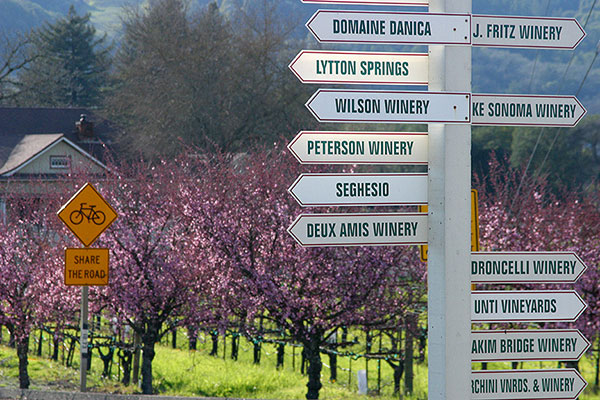 DOMAINE DANICA
J. FRITZ WINERY
LYTTON SPRINGS
WILSON WINERY
KE SONOMA WINERY
PETERSON WINERY
SEGHESIO
DEUX AMIS WINERY
SHARE
THE ROAD
DRONCELLI WINERY
UNTI VINEYARDS
AKIM BRIDGE WINERY
RCHINI VNRDS. & WINERY